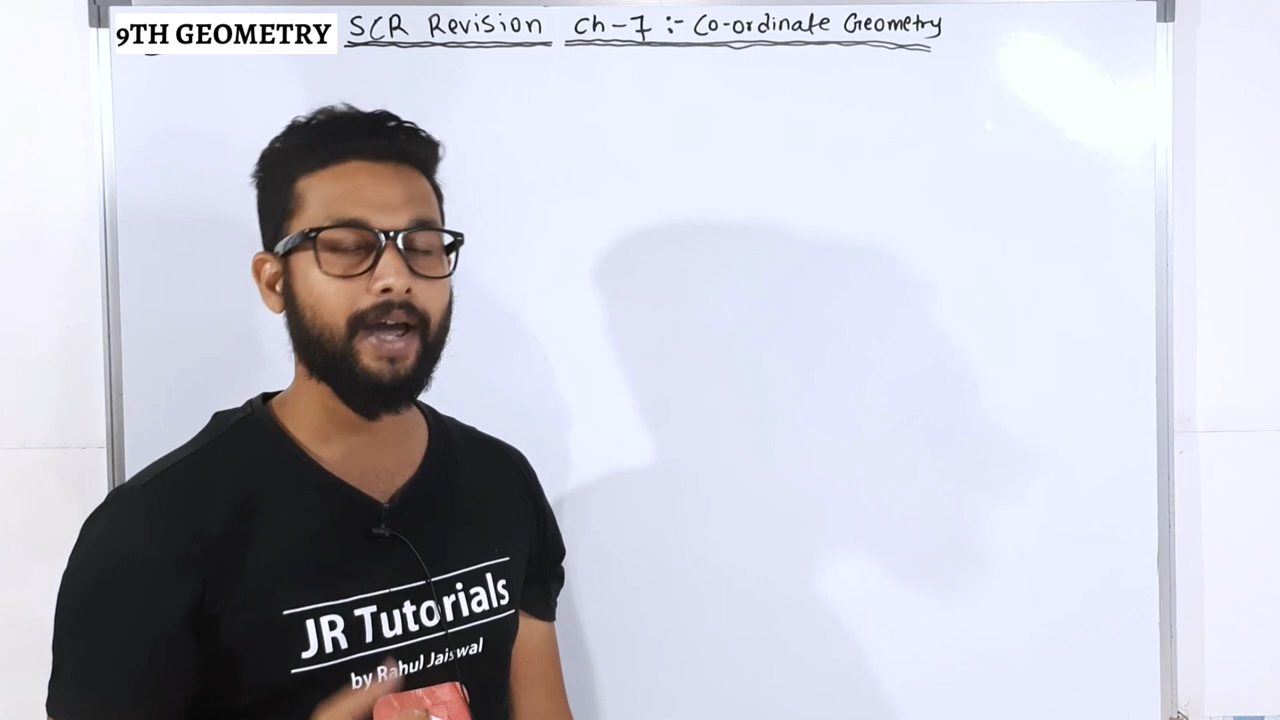 9TH GEOMETRY
SCR Revision Ch-7 :- Co-ordinate Geometry
JR Tutorials
by Rahul Jaiswal